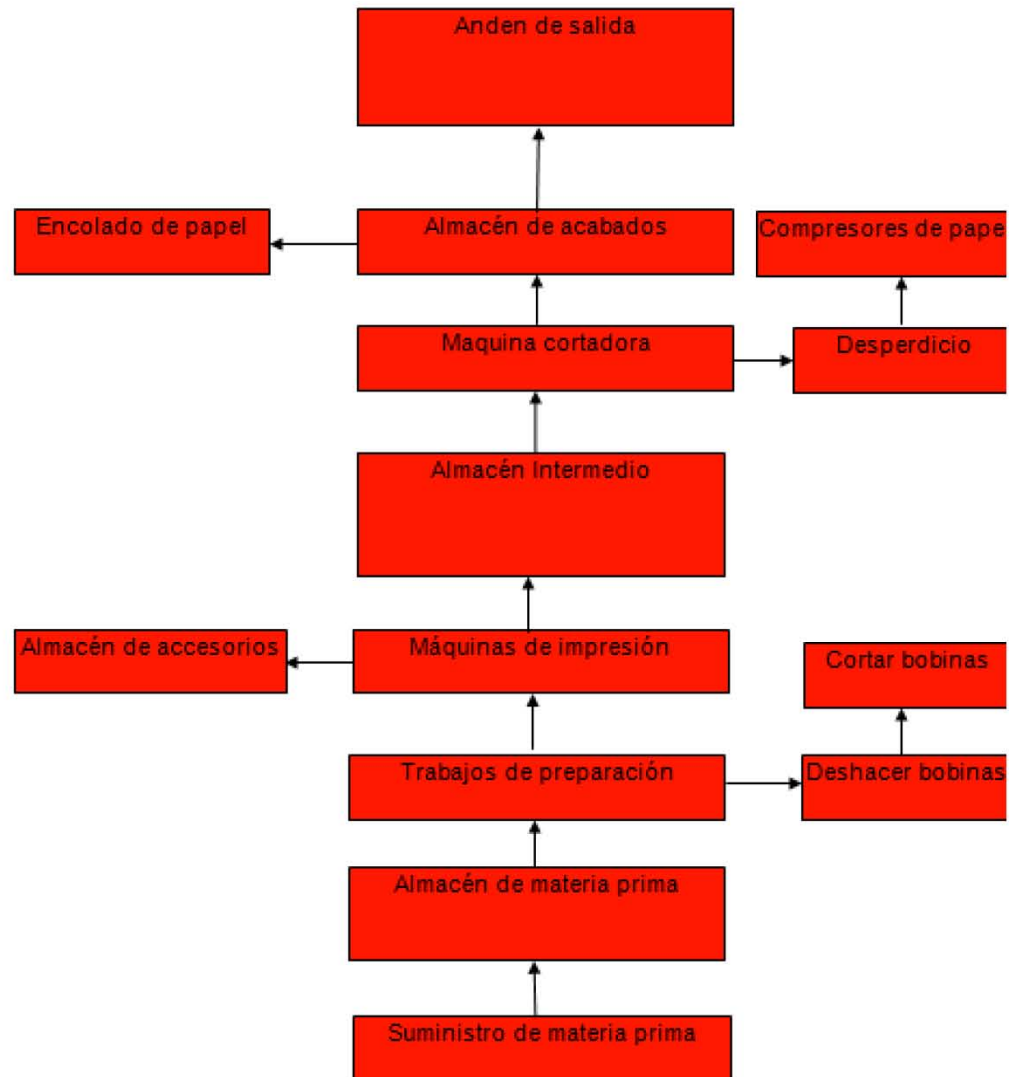 Anden de salida
Encolado de papel
Almacén de acabados
Compresores de pape
Maquina cortadora
Desperdicio
Almacén Intermedio
Almacén de accesorios
Máquinas de impresión
Cortar bobinas
Trabajos de preparación
Deshacer bobinas
Almacén de materia prima
Suministro de materia prima